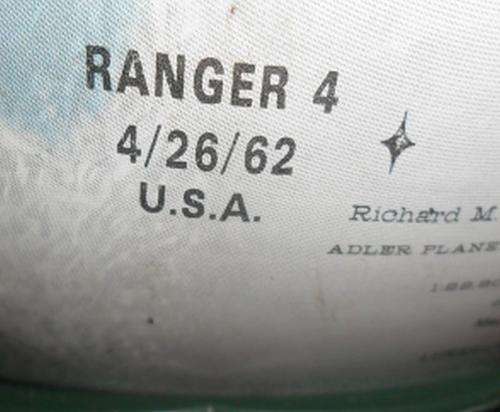 RANGER 4
4/26/62
U.S.A.
Richard M
ADLER PLANE